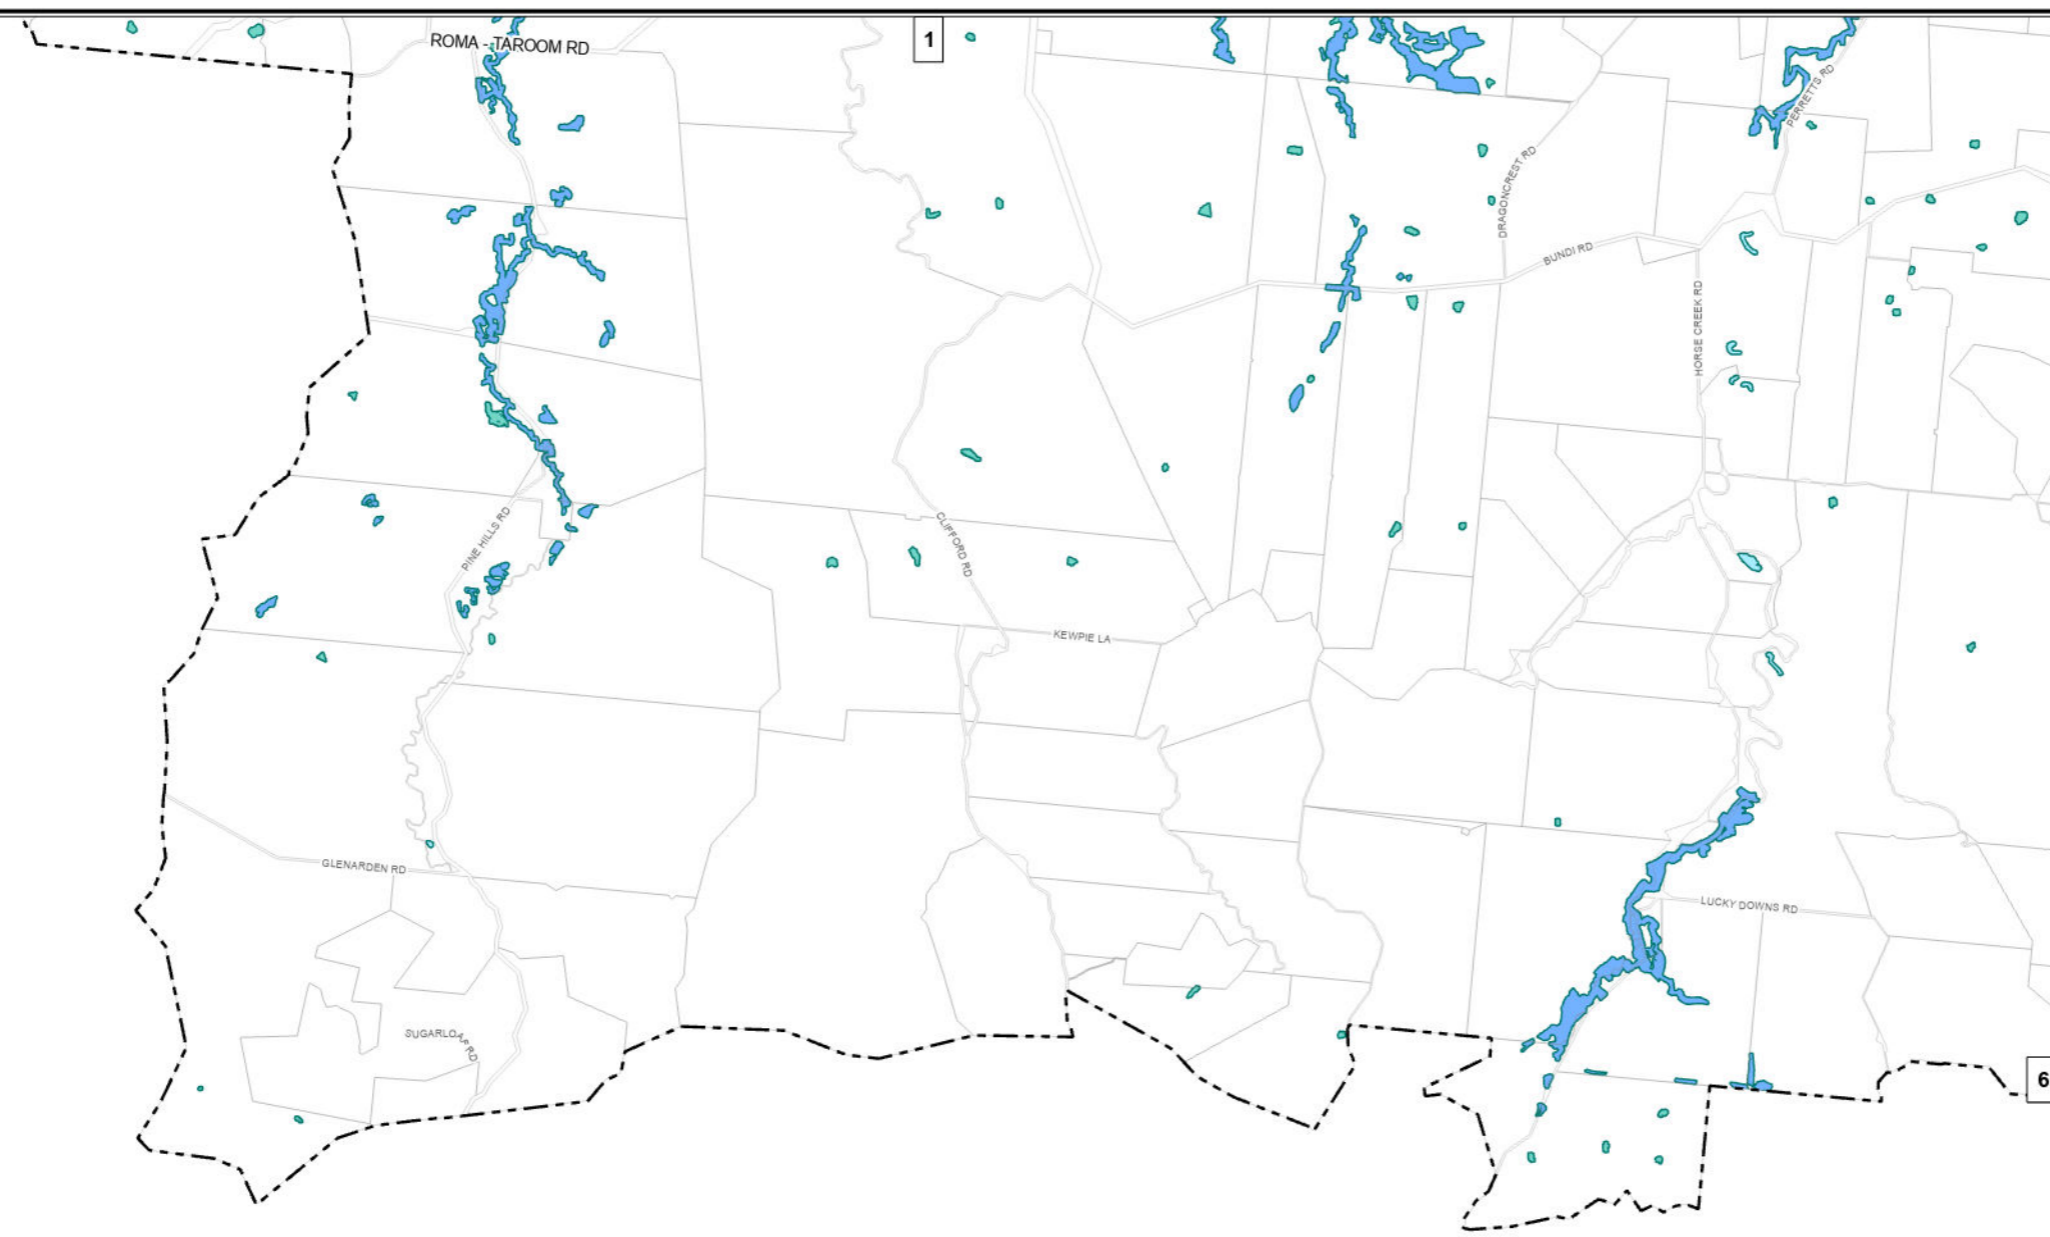 ROMA - TAROOM RD
1
PERRETTS RD
DRAGONCREST RD
BUNDI RD
HORSE CREEK RD
PINE HILLS RD
CLIFFORD RD
KEWPIE LA
GLENARDEN RD
LUCKY DOWNS RD
SUGARLOAF RD
6